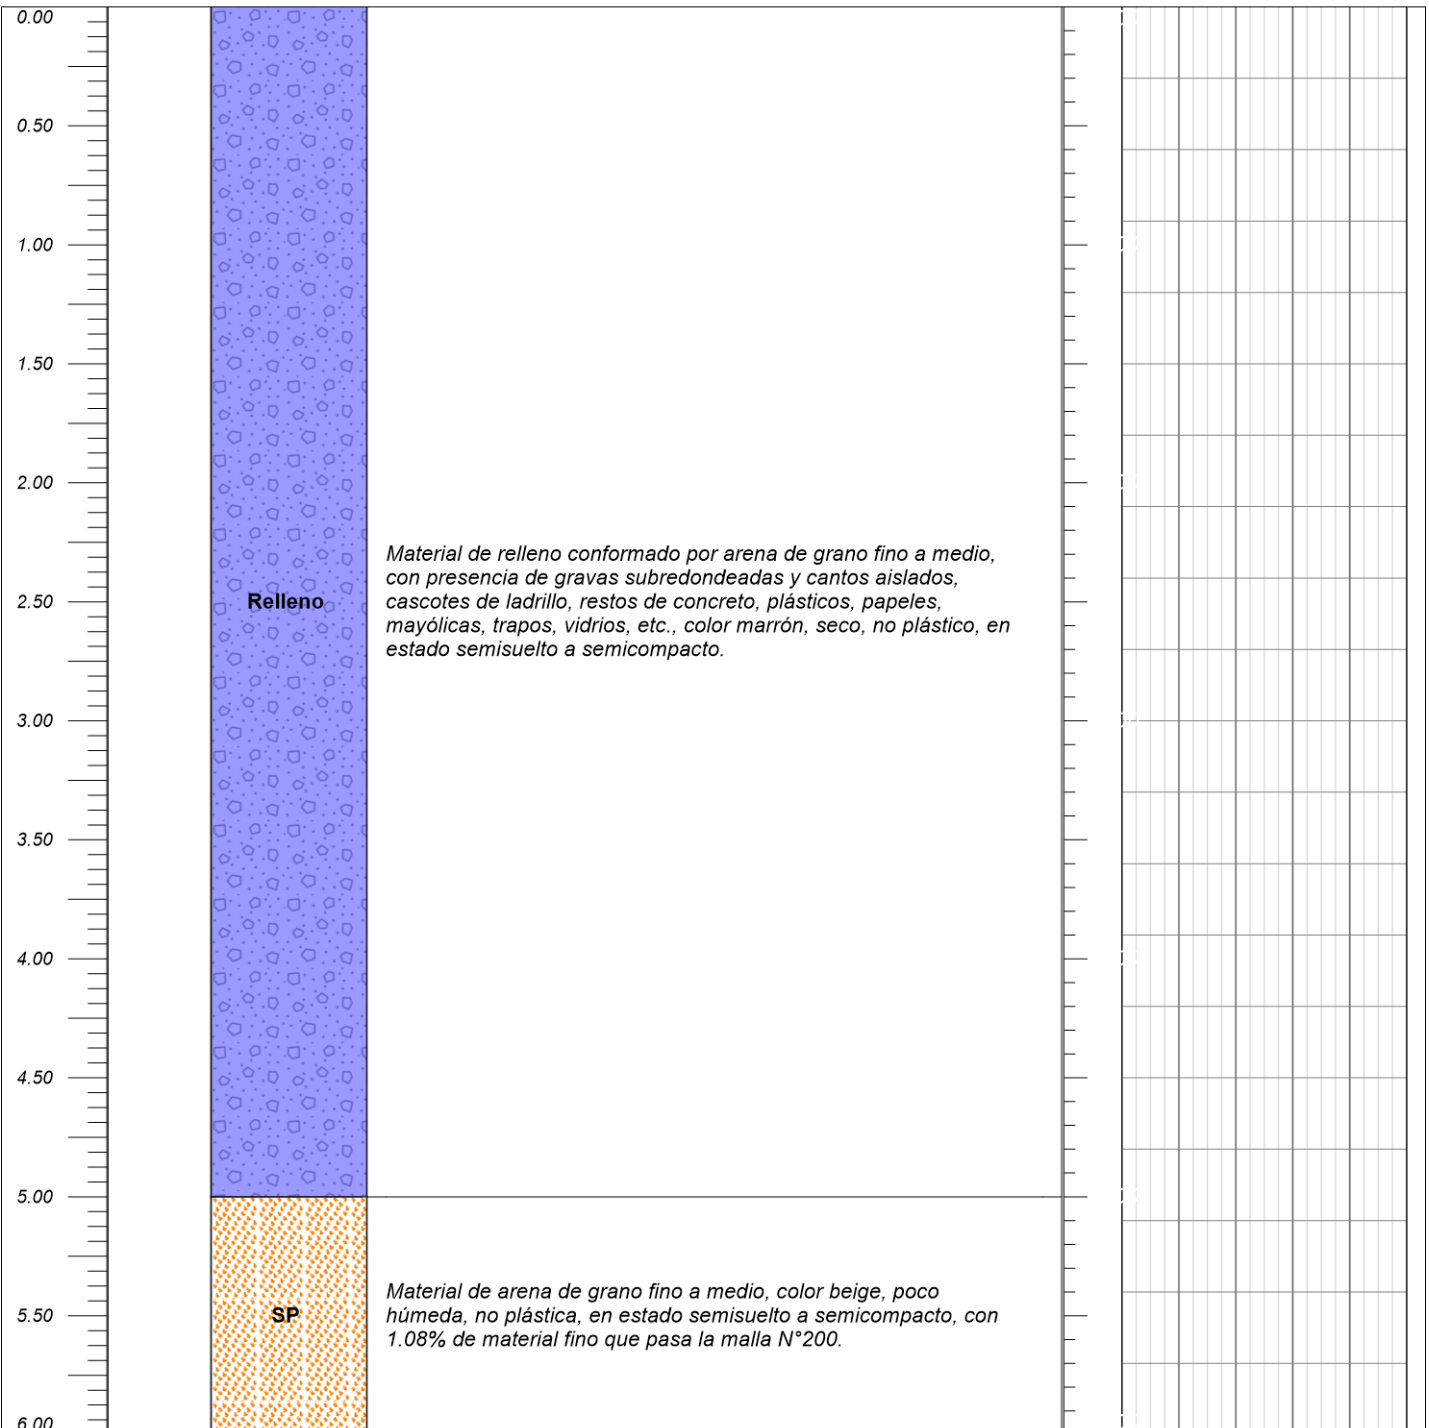 0.00
0.50
1.00
1.50
2.00
Material de relleno conformado por arena de grano fino a medio,
con presencia de gravas subredondeadas y cantos aislados,
2.50
Relleno
cascotes de ladrillo, restos de concreto, plásticos, papeles,
mayólicas, trapos, vidrios, etc., color marrón, seco, no plástico, en
estado semisuelto a semicompacto.
3.00
3.50
4.00
4.50
5.00
Material de arena de grano fino a medio, color beige, poco
5.50
SP
húmeda, no plástica, en estado semisuelto a semicompacto, con
1.08% de material fino que pasa la malla N°200.
6.00